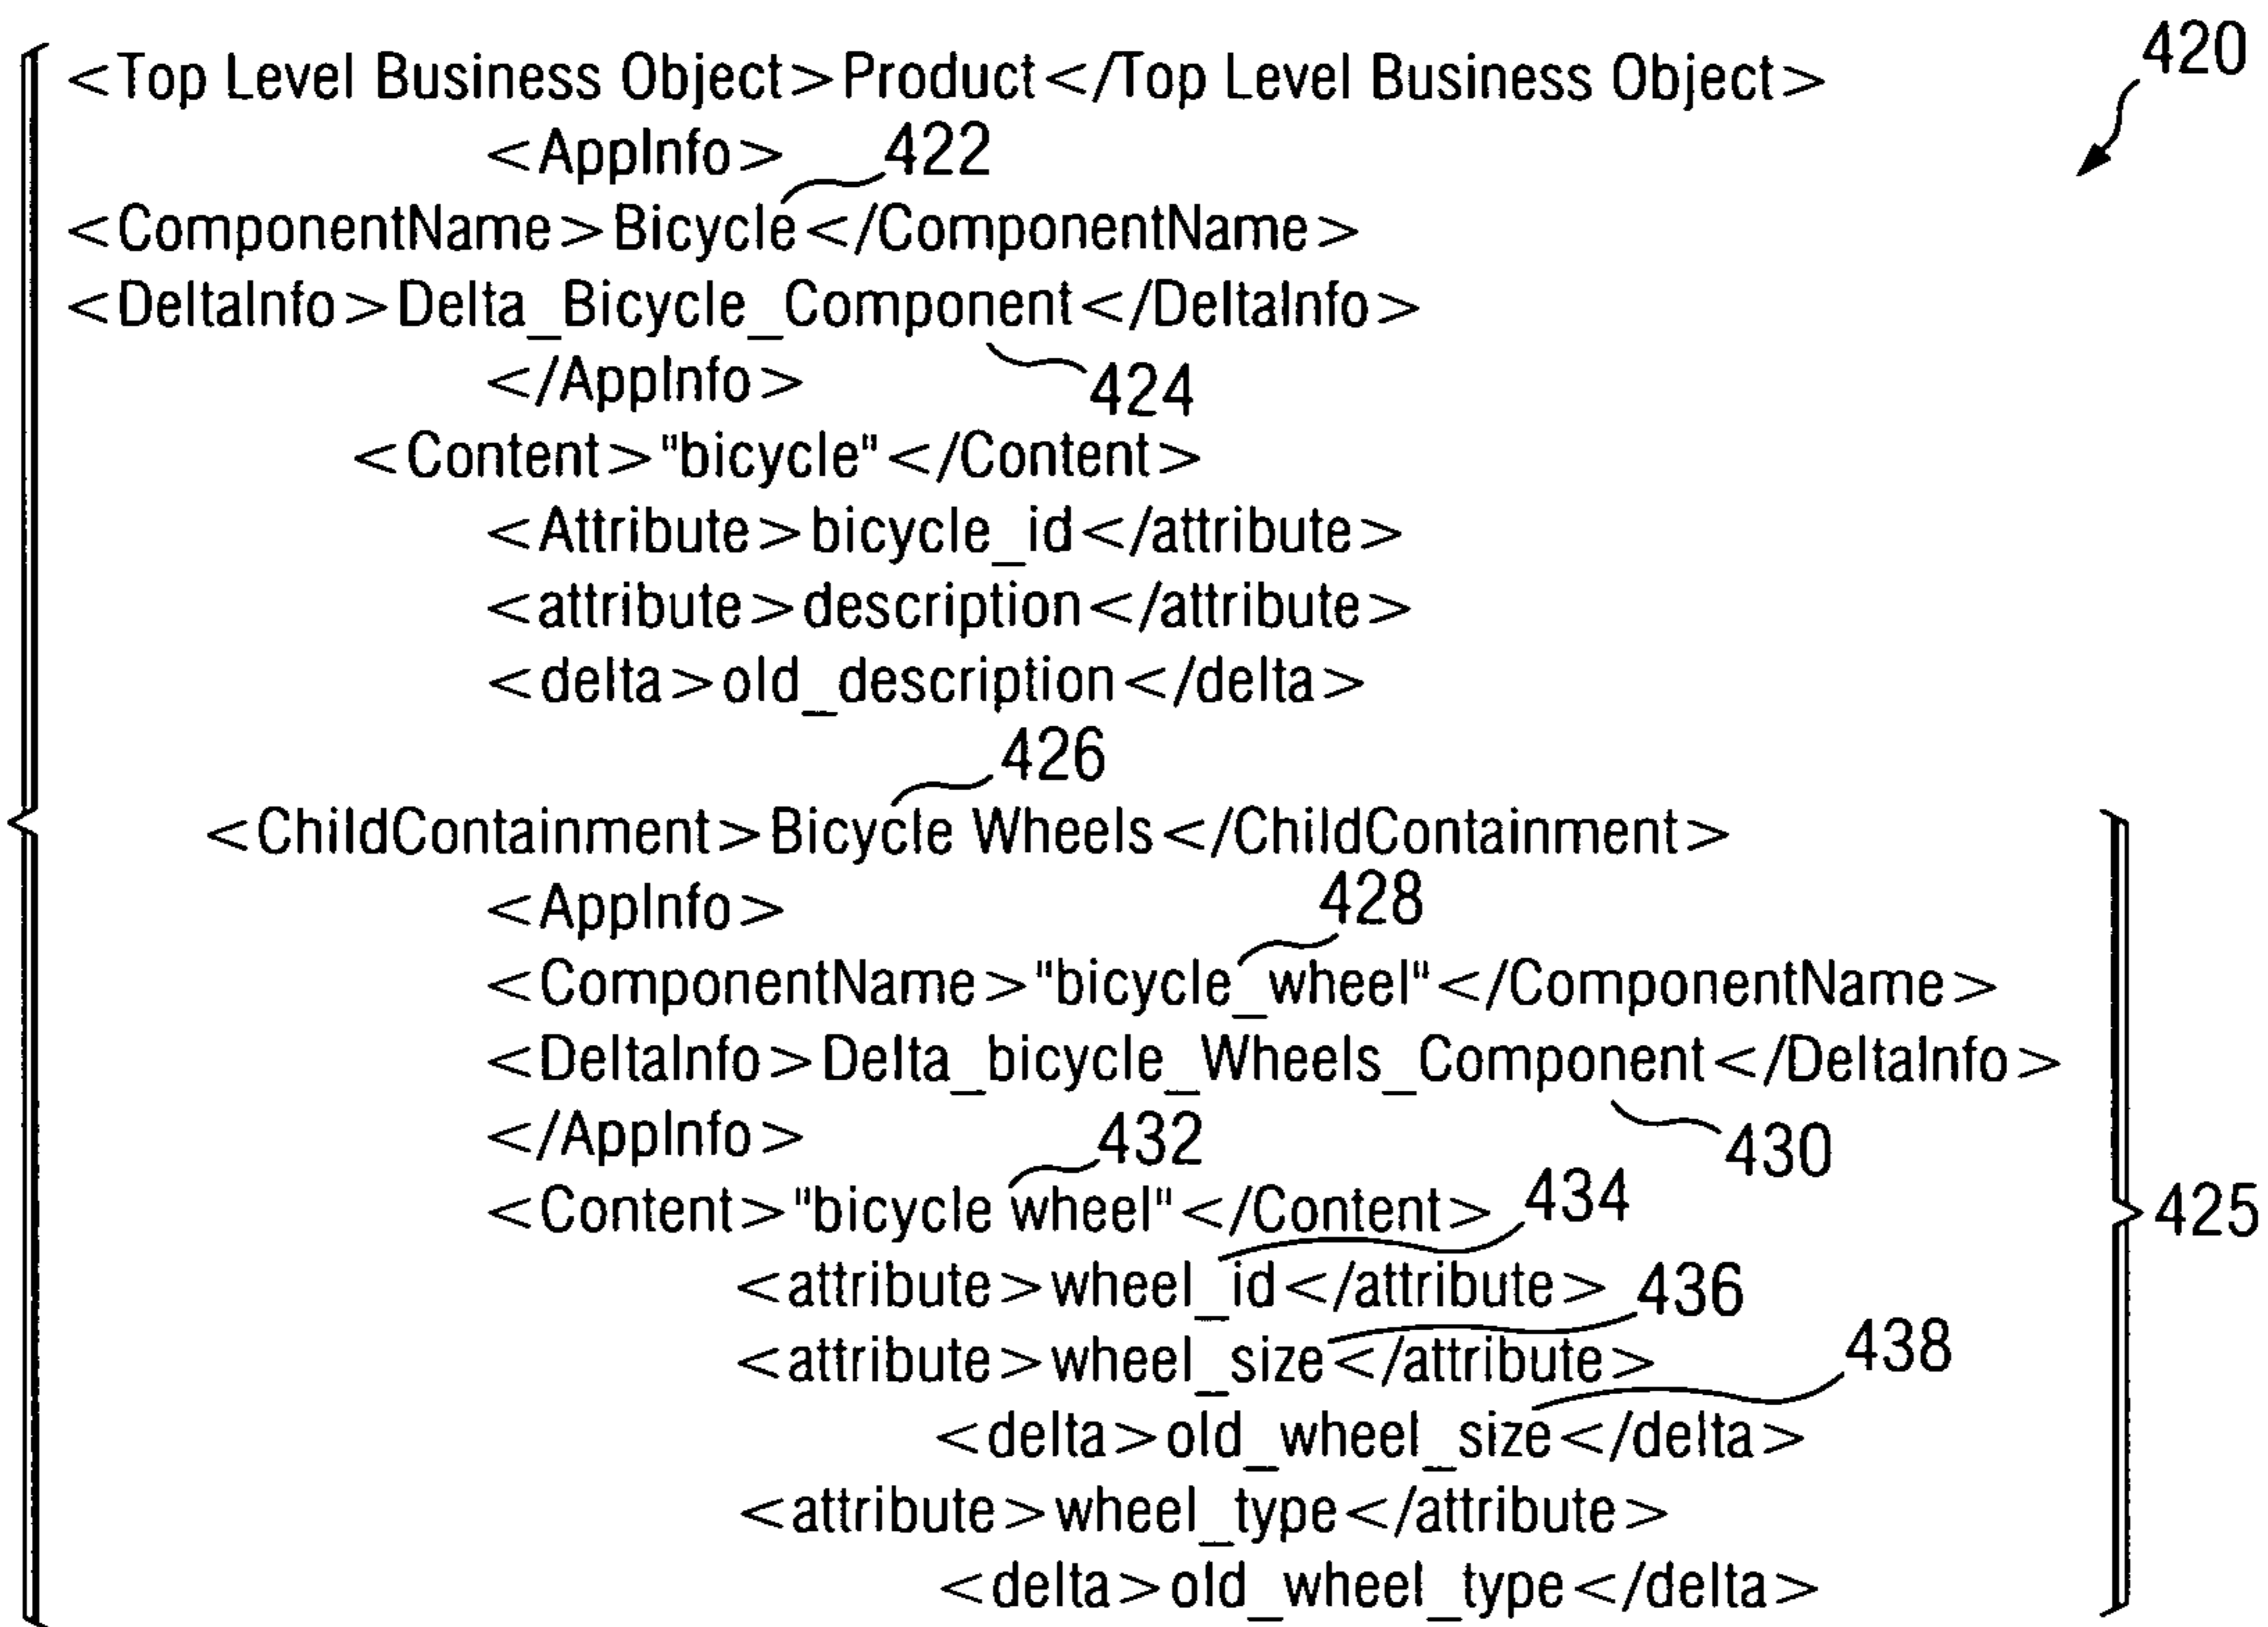 420
<Top Level Business Object>Product</Top Level Business Object>
<AppInfo> 422
<ComponentName>Bicycle</ComponentName>
<DeltaInfo>Delta_Bicycle_Component</DeltaInfo>
</AppInfo> 424
<Content>"bicycle"</Content>
<Attribute>bicycle_id</attribute>
<attribute>description</attribute>
<delta>old_description</delta>
426
<ChildContainment>Bicycle Wheels</ChildContainment>
<AppInfo> 428
<ComponentName>"bicycle_wheel"</ComponentName>
<DeltaInfo>Delta_bicycle_Wheels_Component</DeltaInfo>
</AppInfo> 432 430
<Content>"bicycle wheel"</Content> 434 425
<attribute>wheel_id</attribute> 436
<attribute>wheel_size</attribute> 438
<delta>old_wheel_size</delta>
<attribute>wheel_type</attribute>
<delta>old_wheel_type</delta>